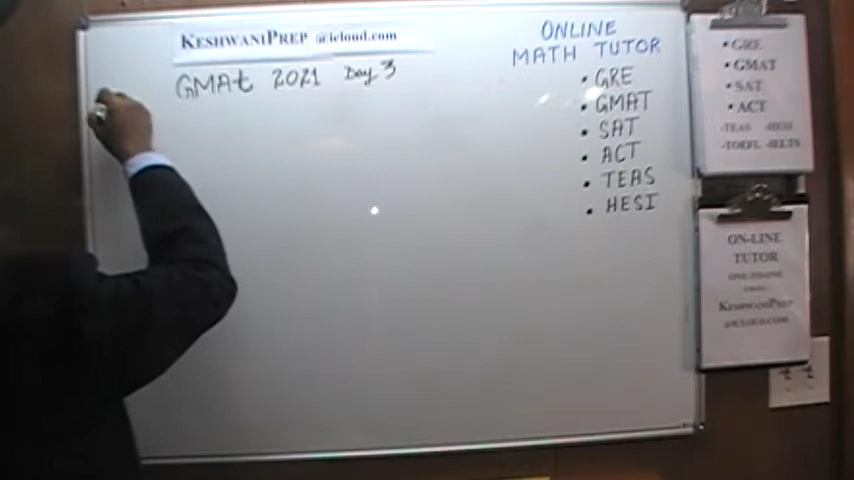 KESHWANIPREP @icloud.com
GMAt 2021 Day 3
ONLINE
MATH TUTOR
• GRE
• GMAT
• SAT
• ACT
• TEAS
• HESI
• GRE
• GMAT
• SAT
• ACT
-TEAS -HESI
-TOEFL -IELTS
ON-LINE
TUTOR
ONE-TO-ONE
KESHWANIPREP
@ICLOUD.COM